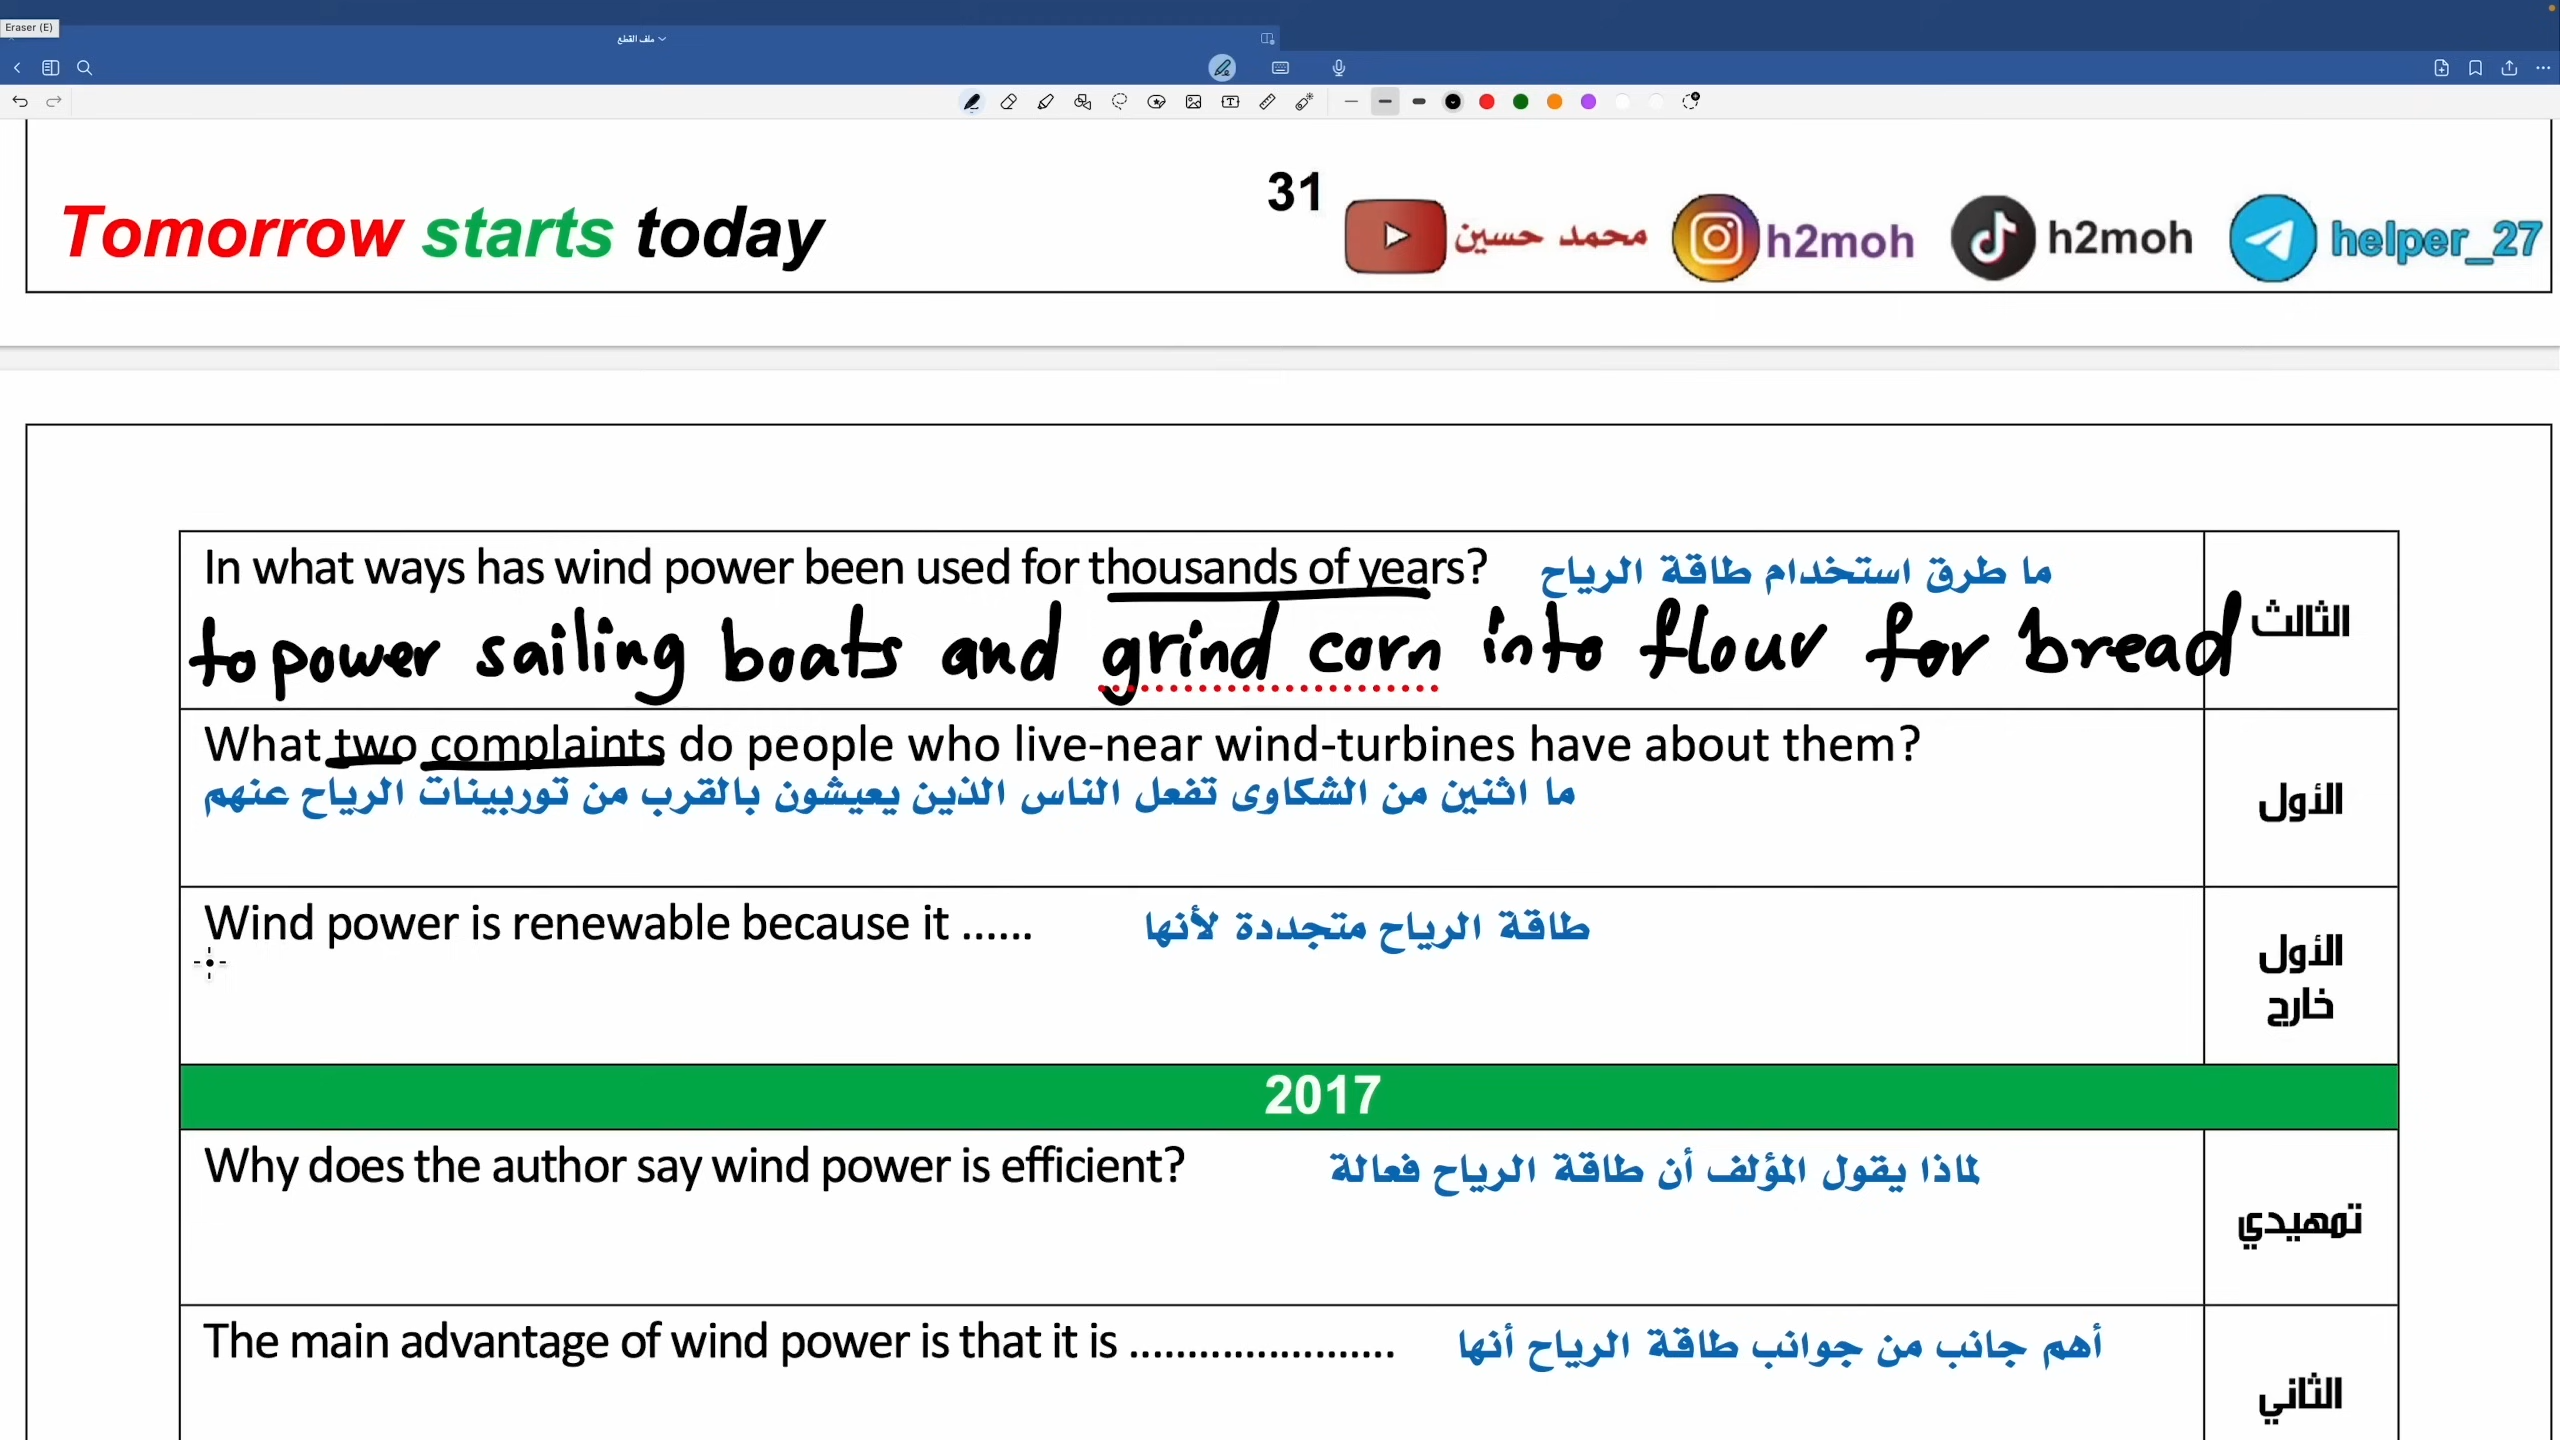 Eraser (E)
ملف القطع
Tomorrow starts today
31
محمد حسين
h2moh
h2moh
helper_27
In what ways has wind power been used for thousands of years? ما طرق استخدام طاقة الرياح
to power sailing boats and grind corn into flour for bread
الثالث
What two complaints do people who live-near wind-turbines have about them?
ما اثنين من الشكاوى تفعل الناس الذين يعيشون بالقرب من توربينات الرياح عنهم
الأول
Wind power is renewable because it ...... طاقة الرياح متجددة لأنها
الأول
خارج
2017
Why does the author say wind power is efficient? لماذا يقول المؤلف أن طاقة الرياح فعالة
تمهيدي
The main advantage of wind power is that it is ....................... أهم جانب من جوانب طاقة الرياح أنها
الثاني